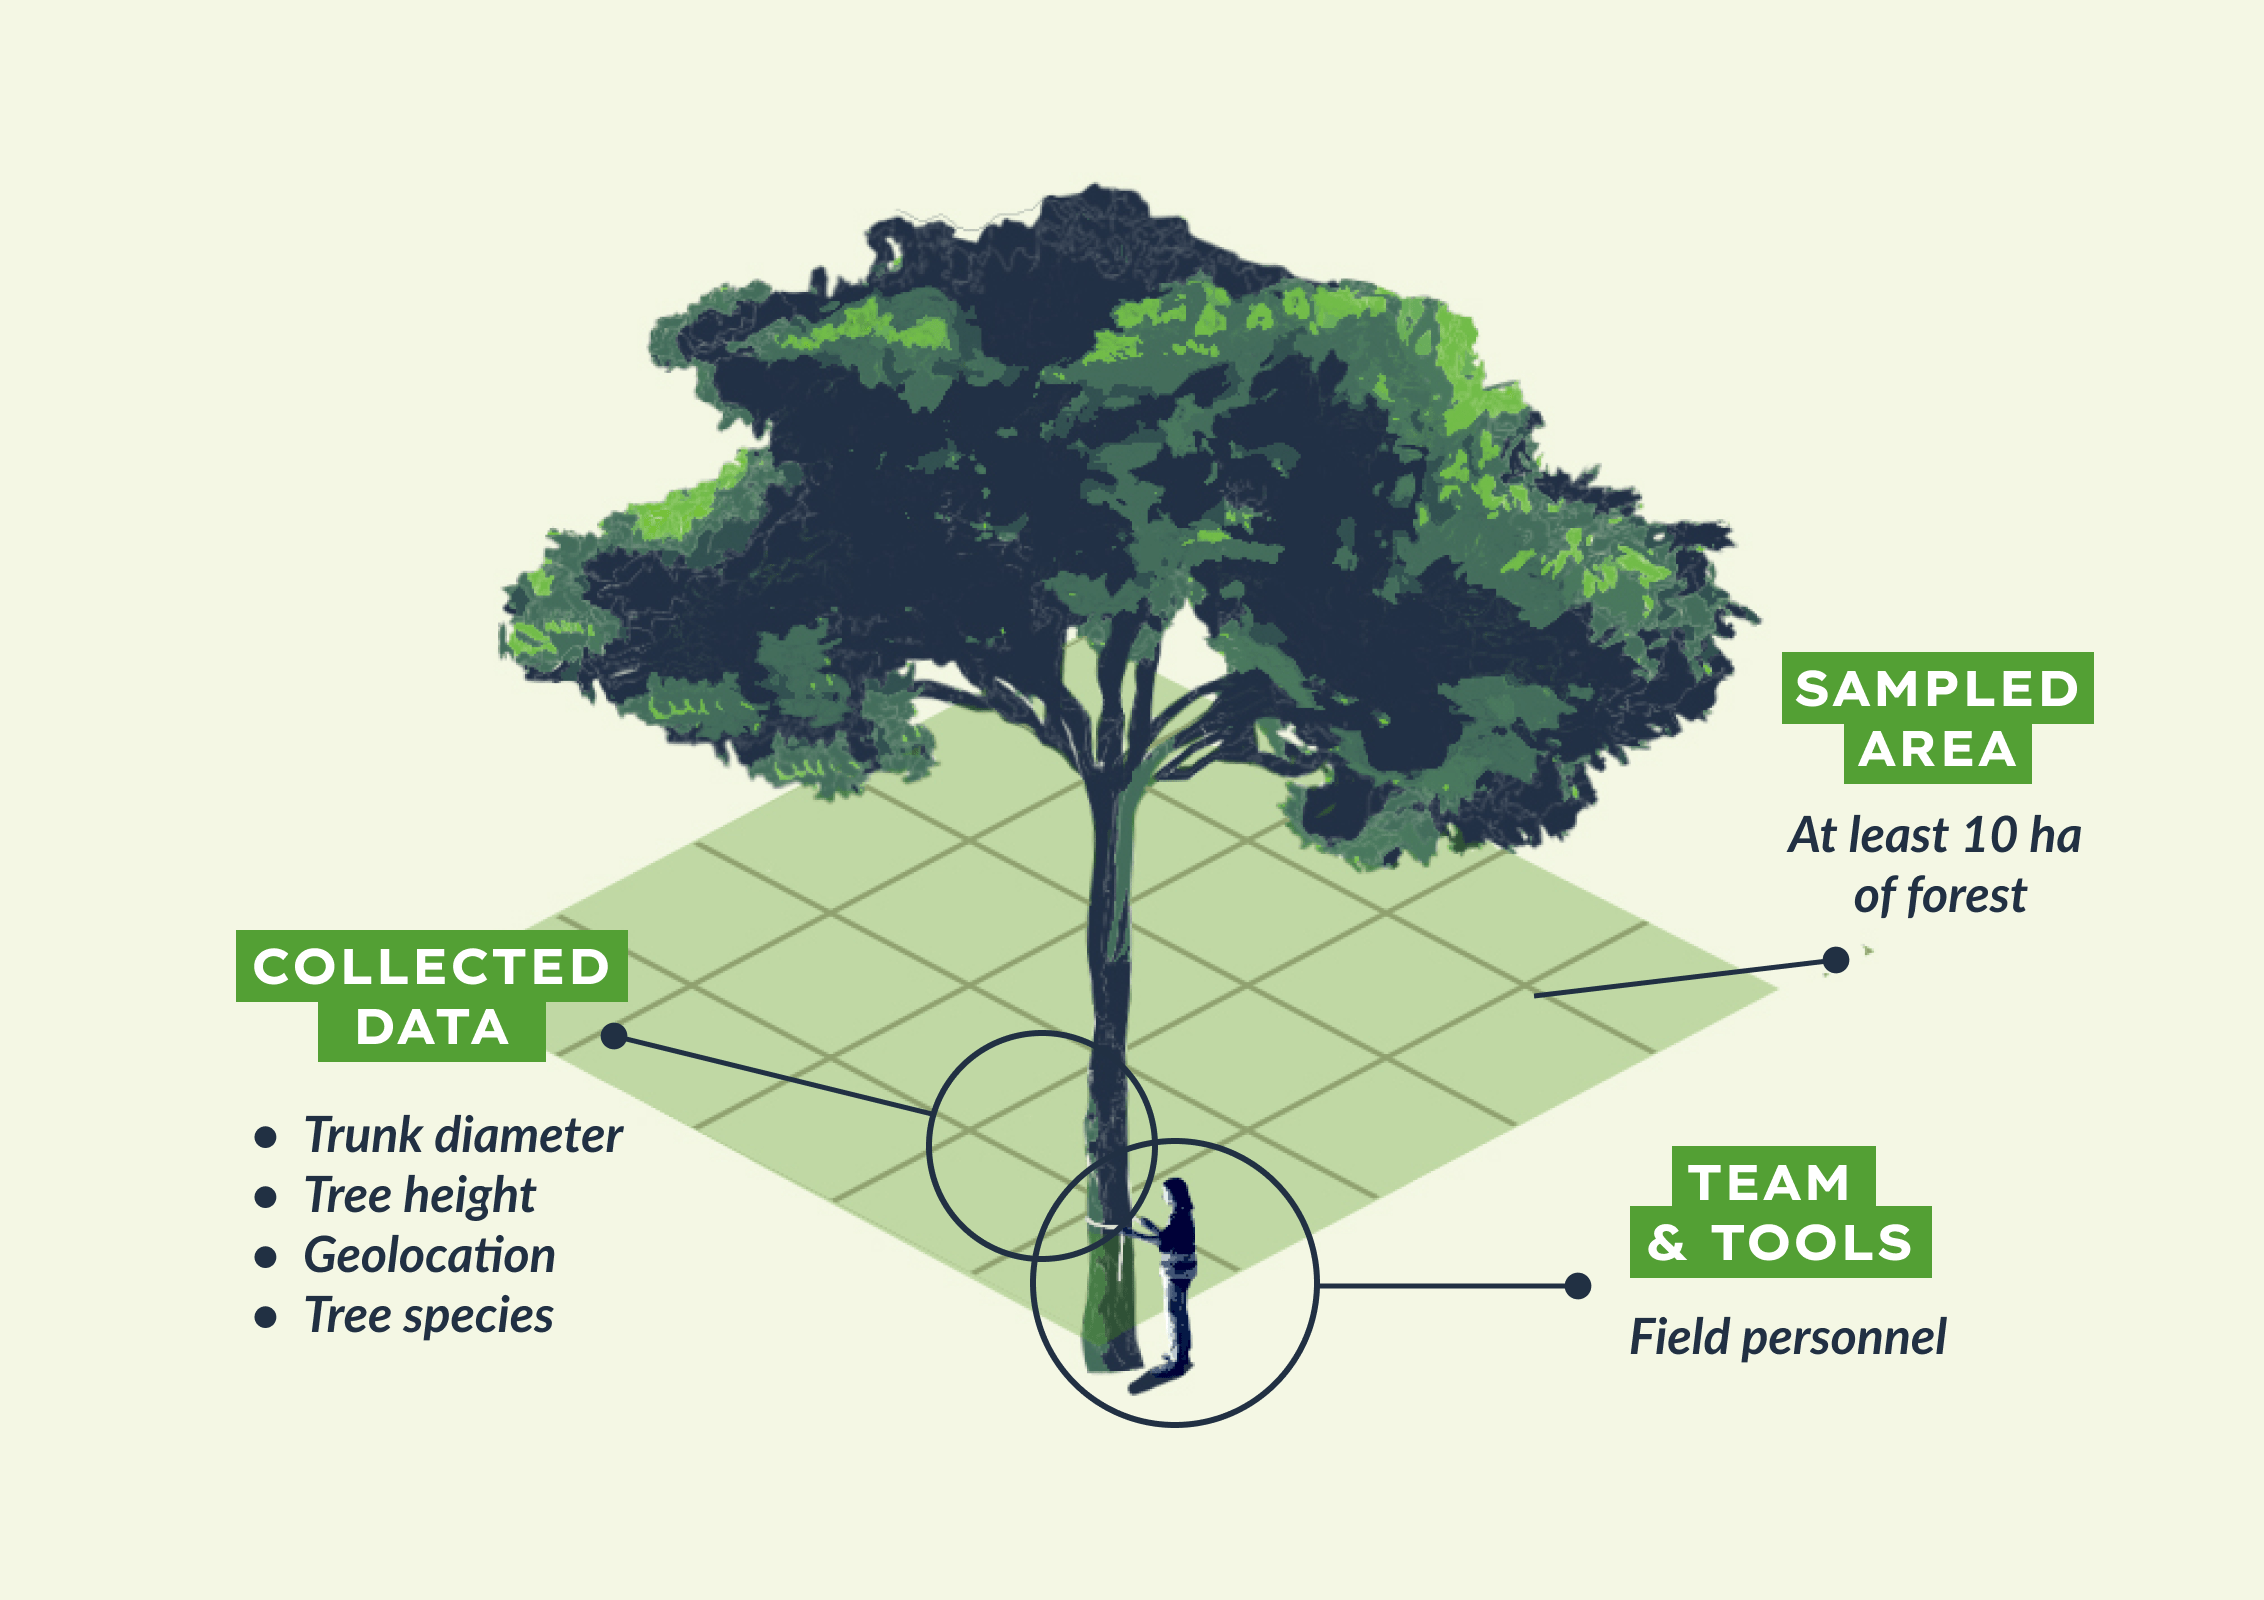 SAMPLED
AREA
At least 10 ha
of forest
COLLECTED
DATA
• Trunk diameter
• Tree height
• Geolocation
• Tree species
TEAM
& TOOLS
Field personnel